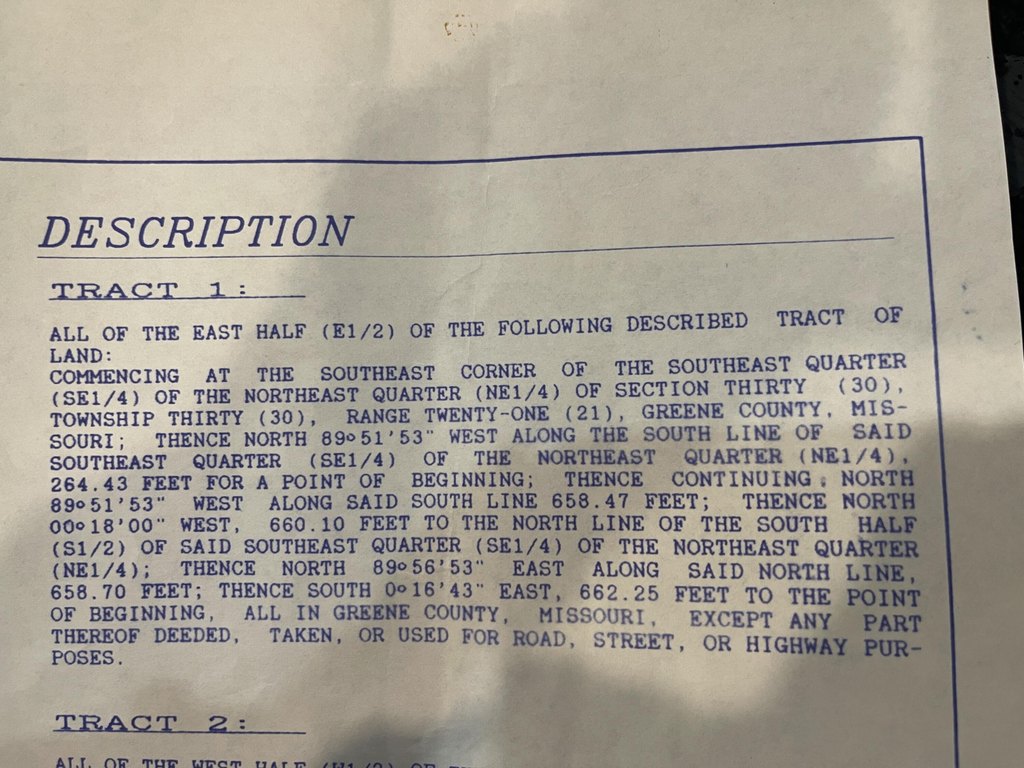 DESCRIPTION
TRACT 1:
ALL OF THE EAST HALF (E1/2) OF THE FOLLOWING DESCRIBED TRACT OF
LAND:
COMMENCING AT THE SOUTHEAST CORNER OF THE SOUTHEAST QUARTER
(SE1/4) OF THE NORTHEAST QUARTER (NE1/4) OF SECTION THIRTY (30),
TOWNSHIP THIRTY (30), RANGE TWENTY-ONE (21), GREENE COUNTY, MIS-
SOURI; THENCE NORTH 89°51'53" WEST ALONG THE SOUTH LINE OF SAID
SOUTHEAST QUARTER (SE1/4) OF THE NORTHEAST QUARTER (NE1/4),
264.43 FEET FOR A POINT OF BEGINNING; THENCE CONTINUING NORTH
89°51'53" WEST ALONG SAID SOUTH LINE 658.47 FEET; THENCE NORTH
00°18'00" WEST, 660.10 FEET TO THE NORTH LINE OF THE SOUTH HALF
(S1/2) OF SAID SOUTHEAST QUARTER (SE1/4) OF THE NORTHEAST QUARTER
(NE1/4); THENCE NORTH 89°56'53" EAST ALONG SAID NORTH LINE,
658.70 FEET; THENCE SOUTH 0°16'43" EAST, 662.25 FEET TO THE POINT
OF BEGINNING, ALL IN GREENE COUNTY, MISSOURI, EXCEPT ANY PART
THEREOF DEEDED, TAKEN, OR USED FOR ROAD, STREET, OR HIGHWAY PUR-
POSES.
TRACT 2:
ALL OF THE WEST HALF (W1/2) OF